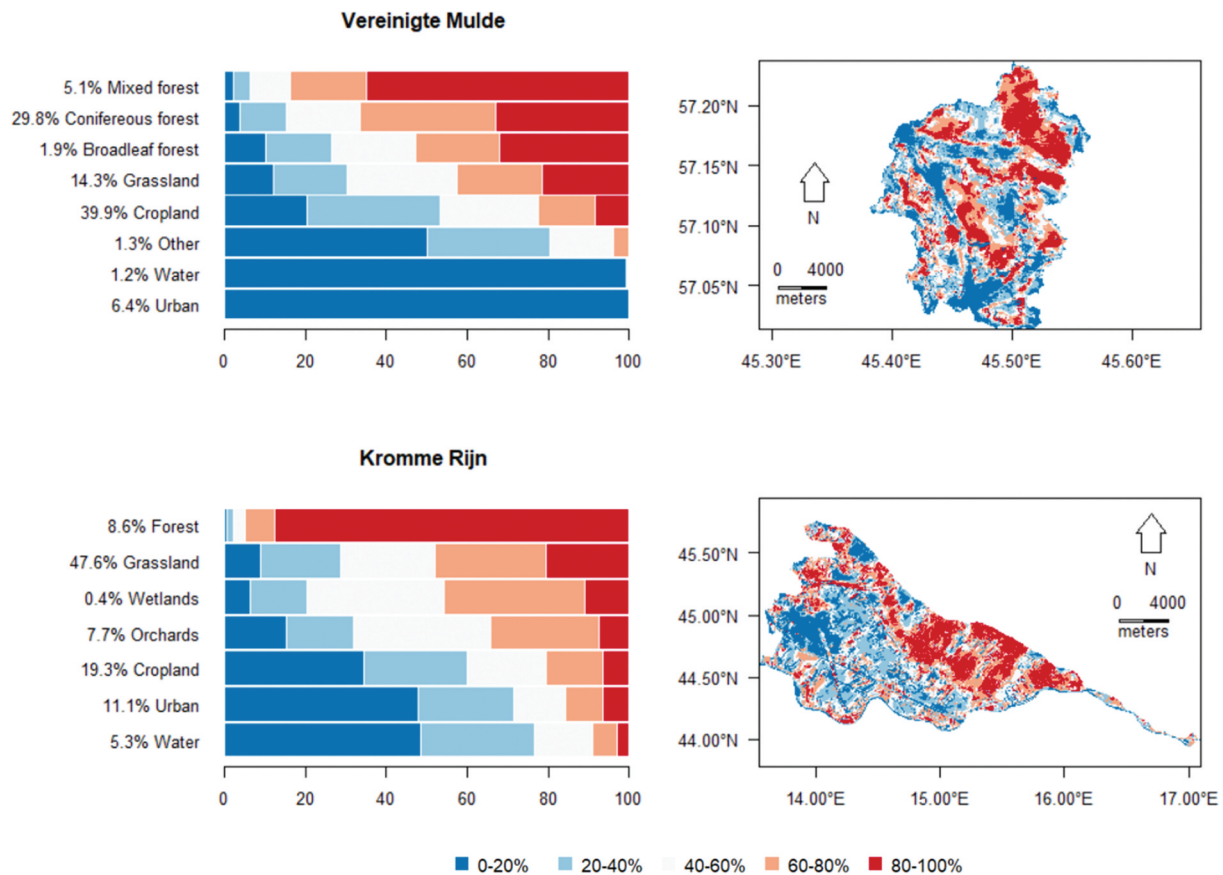 Vereinigte Mulde
5.1% Mixed forest
29.8% Conifereous forest
1.9% Broadleaf forest
14.3% Grassland
39.9% Cropland
1.3% Other
1.2% Water
6.4% Urban
0 20 40 60 80 100
57.20°N
57.15°N
57.10°N
57.05°N
N
0 4000
meters
45.30°E 45.40°E 45.50°E 45.60°E
Kromme Rijn
8.6% Forest
47.6% Grassland
0.4% Wetlands
7.7% Orchards
19.3% Cropland
11.1% Urban
5.3% Water
0 20 40 60 80 100
45.50°N
45.00°N
44.50°N
44.00°N
N
0 4000
meters
14.00°E 15.00°E 16.00°E 17.00°E
0-20% 20-40% 40-60% 60-80% 80-100%